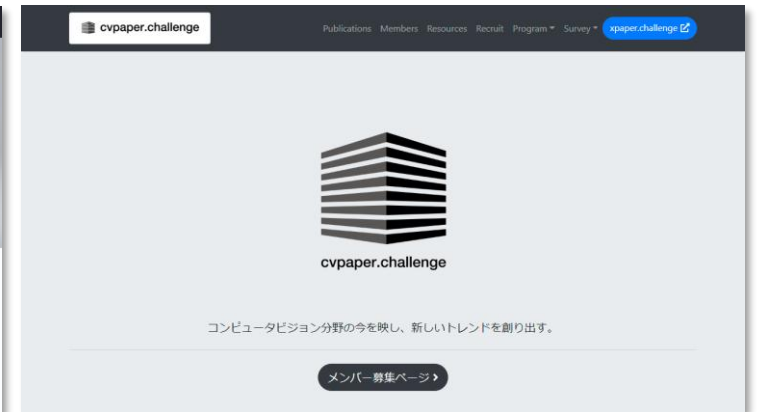 cvpaper.challenge
Publications Members Resources Recruit Program Survey xpaper.challenge
cvpaper.challenge
コンピュータビジョン分野の今を映し、新しいトレンドを創り出す。
メンバー募集ページ